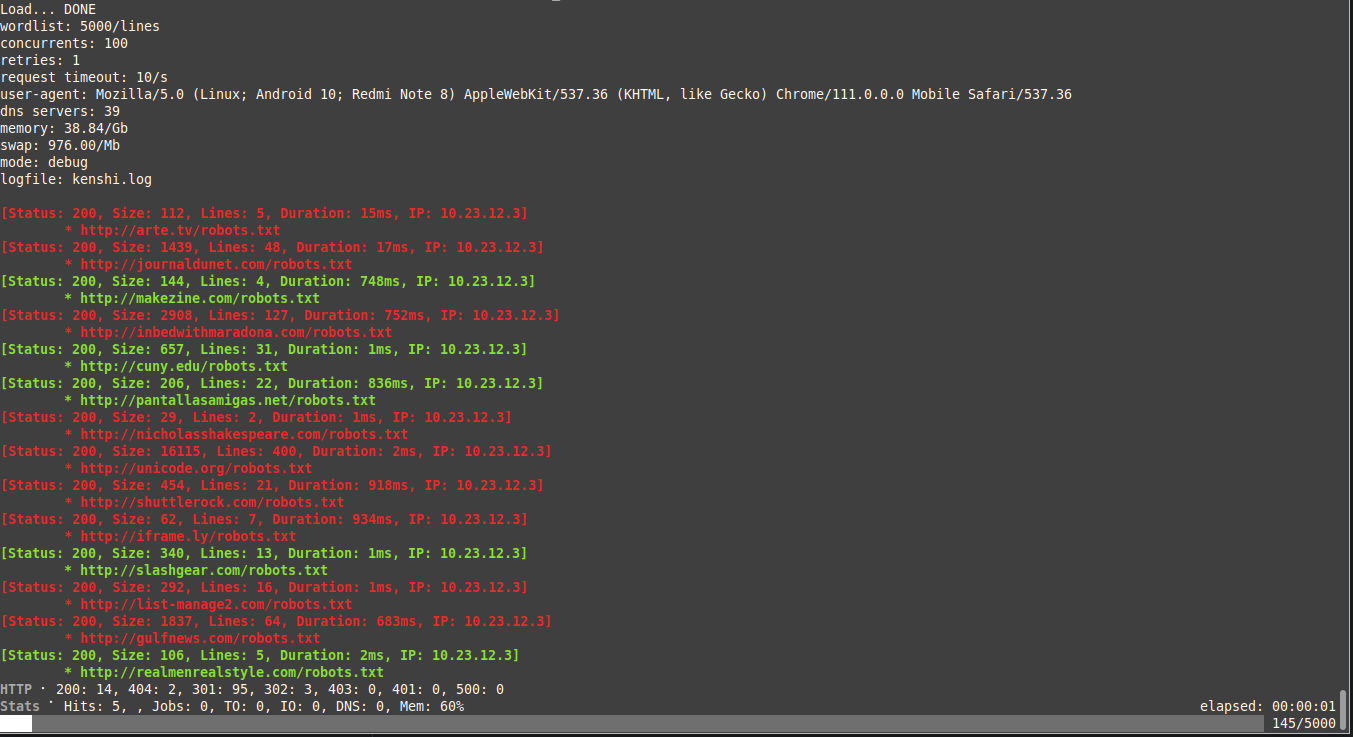 Load... DONE
wordlist: 5000/lines
concurrents: 100
retries: 1
request timeout: 10/s
user-agent: Mozilla/5.0 (Linux; Android 10; Redmi Note 8) AppleWebKit/537.36 (KHTML, like Gecko) Chrome/111.0.0.0 Mobile Safari/537.36
dns servers: 39
memory: 38.84/Gb
swap: 976.00/Mb
mode: debug
logfile: kenshi.log
[Status: 200, Size: 112, Lines: 5, Duration: 15ms, IP: 10.23.12.3]
* http://arte.tv/robots.txt
[Status: 200, Size: 1439, Lines: 48, Duration: 17ms, IP: 10.23.12.3]
* http://journaldunet.com/robots.txt
[Status: 200, Size: 144, Lines: 4, Duration: 748ms, IP: 10.23.12.3]
* http://makezine.com/robots.txt
[Status: 200, Size: 2908, Lines: 127, Duration: 752ms, IP: 10.23.12.3]
* http://inbedwithmaradona.com/robots.txt
[Status: 200, Size: 657, Lines: 31, Duration: 1ms, IP: 10.23.12.3]
* http://cuny.edu/robots.txt
[Status: 200, Size: 206, Lines: 22, Duration: 836ms, IP: 10.23.12.3]
* http://pantallasamigas.net/robots.txt
[Status: 200, Size: 29, Lines: 2, Duration: 1ms, IP: 10.23.12.3]
* http://nicholasshakespeare.com/robots.txt
[Status: 200, Size: 16115, Lines: 400, Duration: 2ms, IP: 10.23.12.3]
* http://unicode.org/robots.txt
[Status: 200, Size: 454, Lines: 21, Duration: 918ms, IP: 10.23.12.3]
* http://shuttlerock.com/robots.txt
[Status: 200, Size: 62, Lines: 7, Duration: 934ms, IP: 10.23.12.3]
* http://iframe.ly/robots.txt
[Status: 200, Size: 340, Lines: 13, Duration: 1ms, IP: 10.23.12.3]
* http://slashgear.com/robots.txt
[Status: 200, Size: 292, Lines: 16, Duration: 1ms, IP: 10.23.12.3]
* http://list-manage2.com/robots.txt
[Status: 200, Size: 1837, Lines: 64, Duration: 683ms, IP: 10.23.12.3]
* http://gulfnews.com/robots.txt
[Status: 200, Size: 106, Lines: 5, Duration: 2ms, IP: 10.23.12.3]
* http://realmenrealstyle.com/robots.txt
HTTP · 200: 14, 404: 2, 301: 95, 302: 3, 403: 0, 401: 0, 500: 0
Stats ˙ Hits: 5, , Jobs: 0, TO: 0, IO: 0, DNS: 0, Mem: 60% elapsed: 00:00:01
145/5000